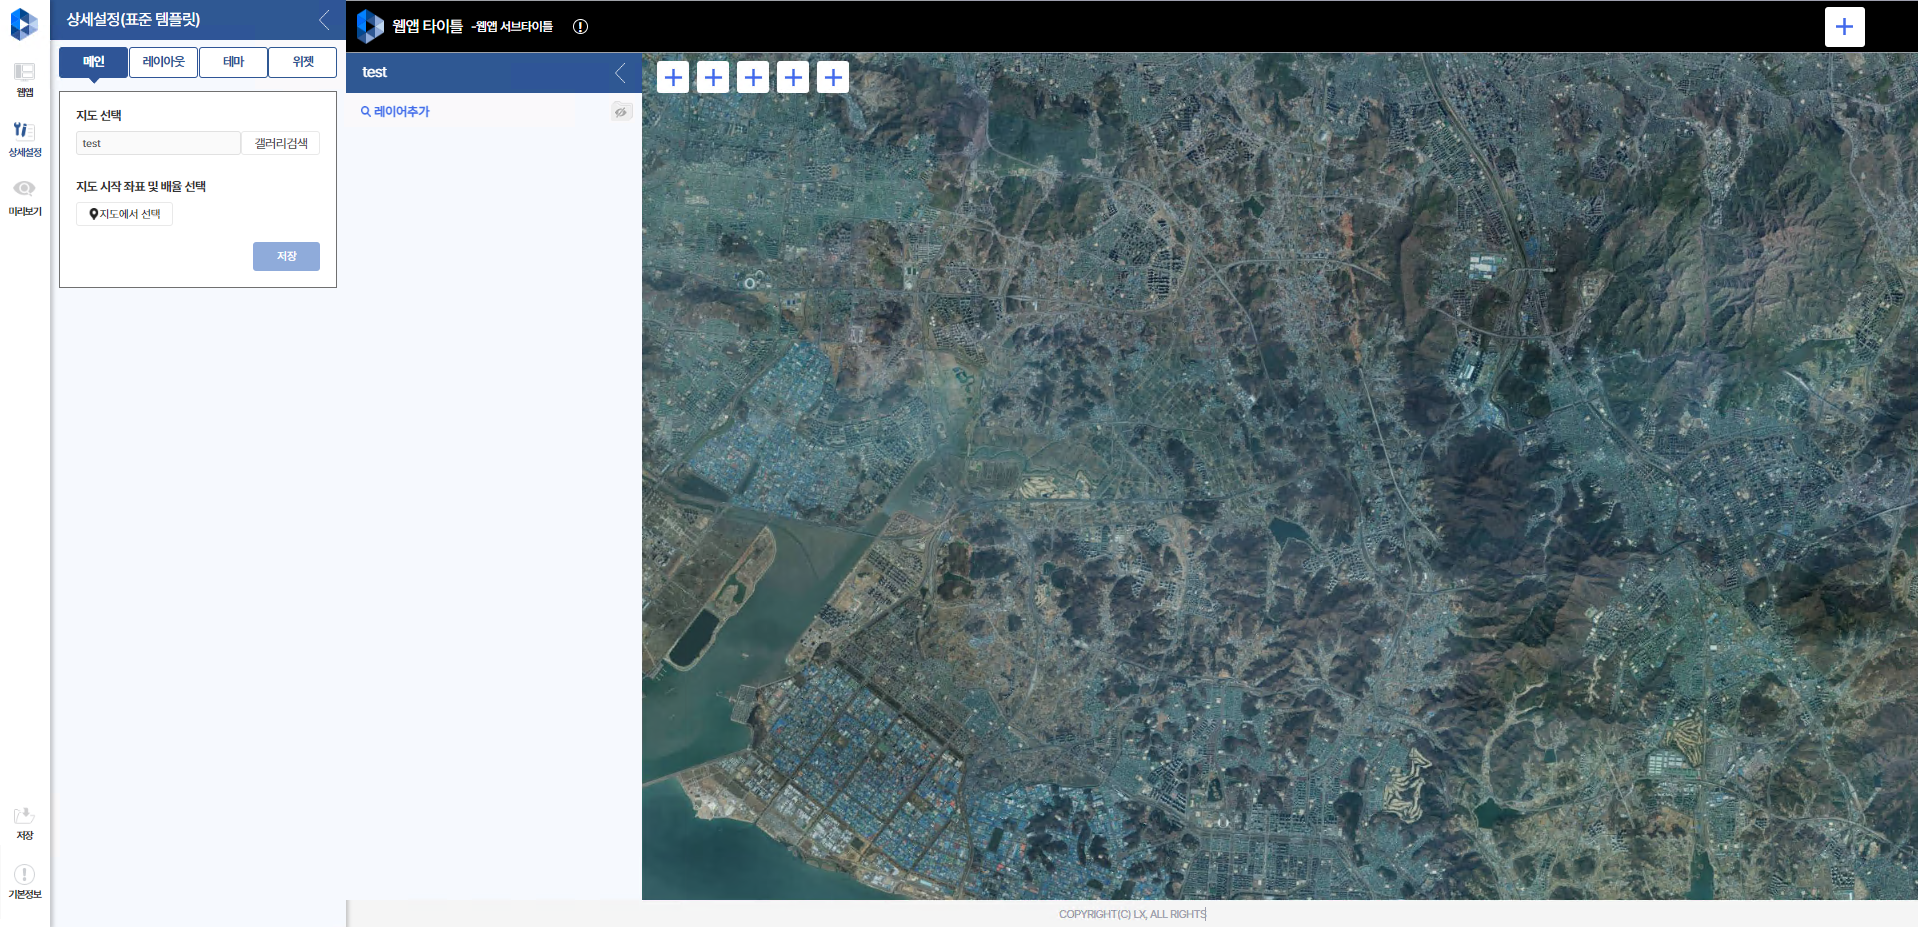 웹앱
상세설정
미리보기
저장
기본정보
상세설정(표준 템플릿)
메인
레이아웃
테마
위젯
지도 선택
test
갤러리검색
지도 시작 좌표 및 배율 선택
지도에서 선택
저장
웹앱 타이틀 -웹앱 서브타이틀
test
레이어추가
COPYRIGHT(C) LX, ALL RIGHTS